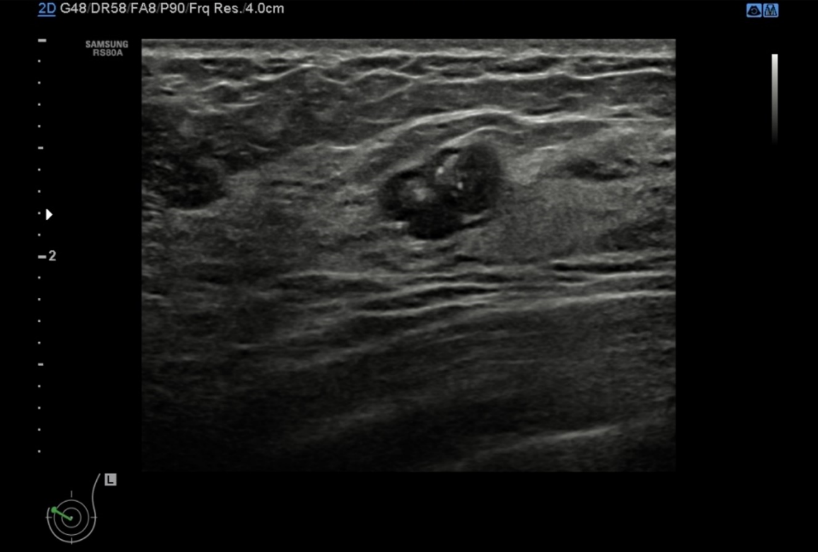 2D G48/DR58/FA8/P90/Frq Res./4.0cm
SAMSUNG
RS80A
2
L